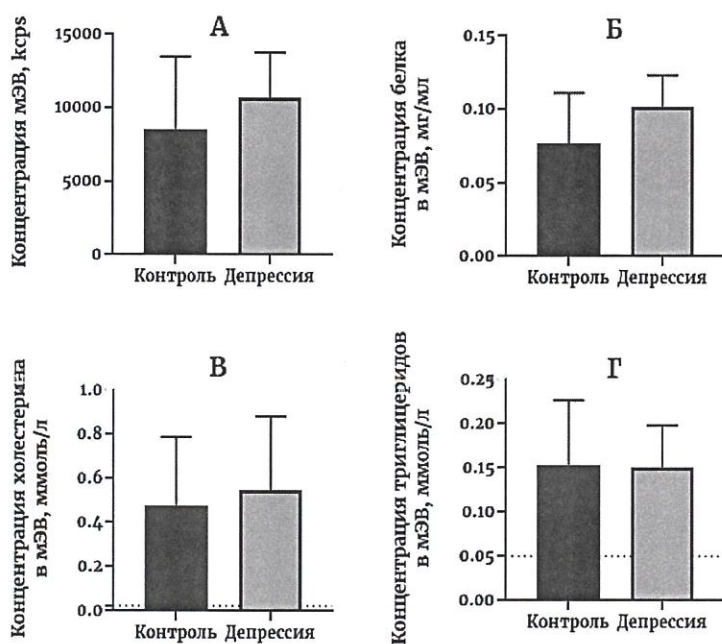 А
Концентрация мЭВ, kcps
15000
10000
5000
0
Контроль Депрессия
Б
Концентрация белка
в мЭВ, мг/мл
0.15
0.10
0.05
0.00
Контроль Депрессия
В
Концентрация холестерина
в мЭВ, ммоль/л
1.0
0.8
0.6
0.4
0.2
0.0
Контроль Депрессия
Г
Концентрация триглицеридов
в мЭВ, ммоль/л
0.25
0.20
0.15
0.10
0.05
0.00
Контроль Депрессия